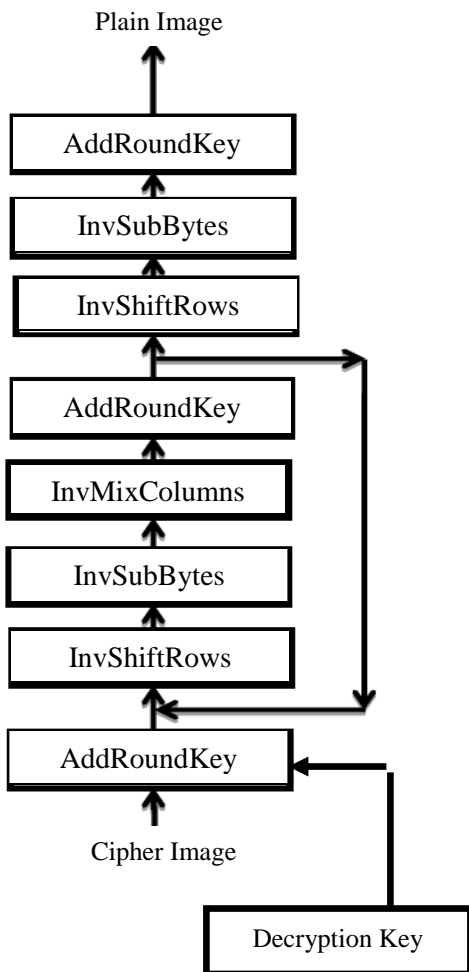 Plain Image
AddRoundKey
InvSubBytes
InvShiftRows
AddRoundKey
InvMixColumns
InvSubBytes
InvShiftRows
AddRoundKey
Cipher Image
Decryption Key